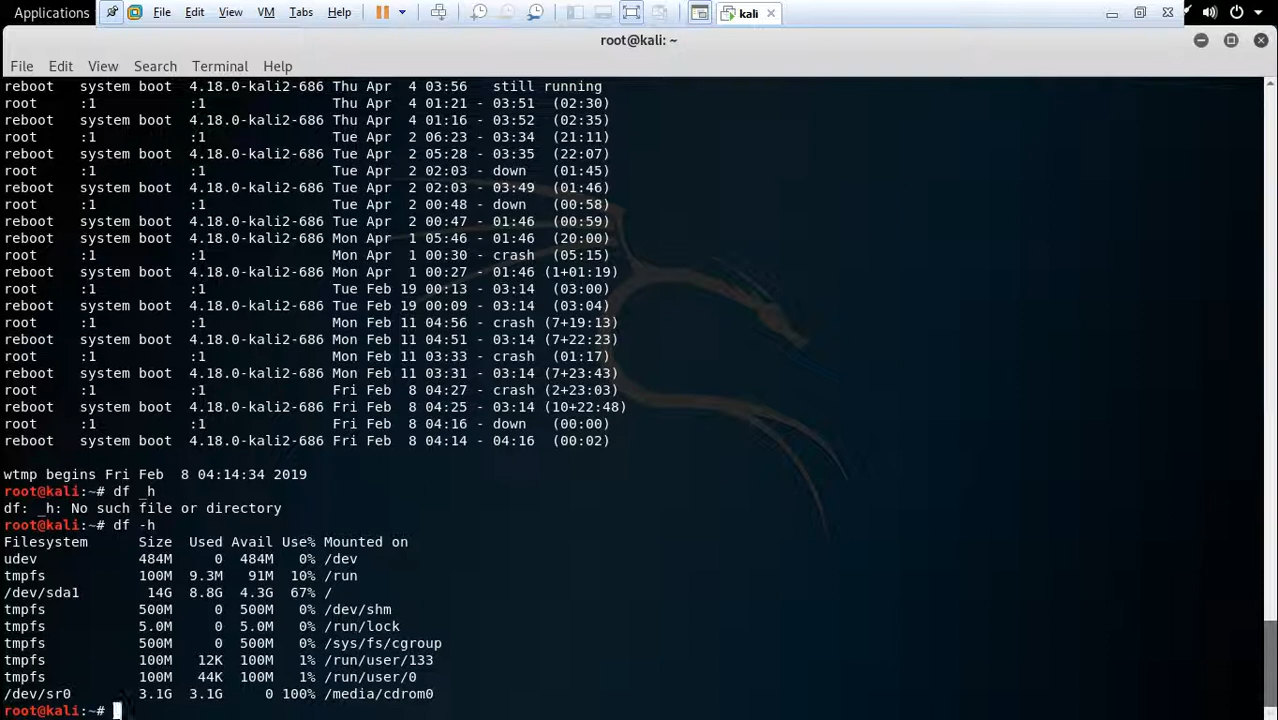 Applications File Edit View VM Tabs Help kali
root@kali: ~
File Edit View Search Terminal Help
reboot   system boot  4.18.0-kali2-686 Thu Apr  4 03:56   still running
root     :1           :1               Thu Apr  4 01:21 - 03:51  (02:30)
reboot   system boot  4.18.0-kali2-686 Thu Apr  4 01:16 - 03:52  (02:35)
root     :1           :1               Tue Apr  2 06:23 - 03:34  (21:11)
reboot   system boot  4.18.0-kali2-686 Tue Apr  2 05:28 - 03:35  (22:07)
root     :1           :1               Tue Apr  2 02:03 - down   (01:45)
reboot   system boot  4.18.0-kali2-686 Tue Apr  2 02:03 - 03:49  (01:46)
root     :1           :1               Tue Apr  2 00:48 - down   (00:58)
reboot   system boot  4.18.0-kali2-686 Tue Apr  2 00:47 - 01:46  (00:59)
reboot   system boot  4.18.0-kali2-686 Mon Apr  1 05:46 - 01:46  (20:00)
root     :1           :1               Mon Apr  1 00:30 - crash  (05:15)
reboot   system boot  4.18.0-kali2-686 Mon Apr  1 00:27 - 01:46 (1+01:19)
root     :1           :1               Tue Feb 19 00:13 - 03:14  (03:00)
reboot   system boot  4.18.0-kali2-686 Tue Feb 19 00:09 - 03:14  (03:04)
root     :1           :1               Mon Feb 11 04:56 - crash (7+19:13)
reboot   system boot  4.18.0-kali2-686 Mon Feb 11 04:51 - 03:14 (7+22:23)
root     :1           :1               Mon Feb 11 03:33 - crash  (01:17)
reboot   system boot  4.18.0-kali2-686 Mon Feb 11 03:31 - 03:14 (7+23:43)
root     :1           :1               Fri Feb  8 04:27 - crash (2+23:03)
reboot   system boot  4.18.0-kali2-686 Fri Feb  8 04:25 - 03:14 (10+22:48)
root     :1           :1               Fri Feb  8 04:16 - down   (00:00)
reboot   system boot  4.18.0-kali2-686 Fri Feb  8 04:14 - 04:16  (00:02)
wtmp begins Fri Feb  8 04:14:34 2019
root@kali:~# df _h
df: _h: No such file or directory
root@kali:~# df -h
Filesystem      Size  Used Avail Use% Mounted on
udev            484M     0  484M   0% /dev
tmpfs           100M  9.3M   91M  10% /run
/dev/sda1        14G  8.8G  4.3G  67% /
tmpfs           500M     0  500M   0% /dev/shm
tmpfs           5.0M     0  5.0M   0% /run/lock
tmpfs           500M     0  500M   0% /sys/fs/cgroup
tmpfs           100M   12K  100M   1% /run/user/133
tmpfs           100M   44K  100M   1% /run/user/0
/dev/sr0        3.1G  3.1G     0 100% /media/cdrom0
root@kali:~#